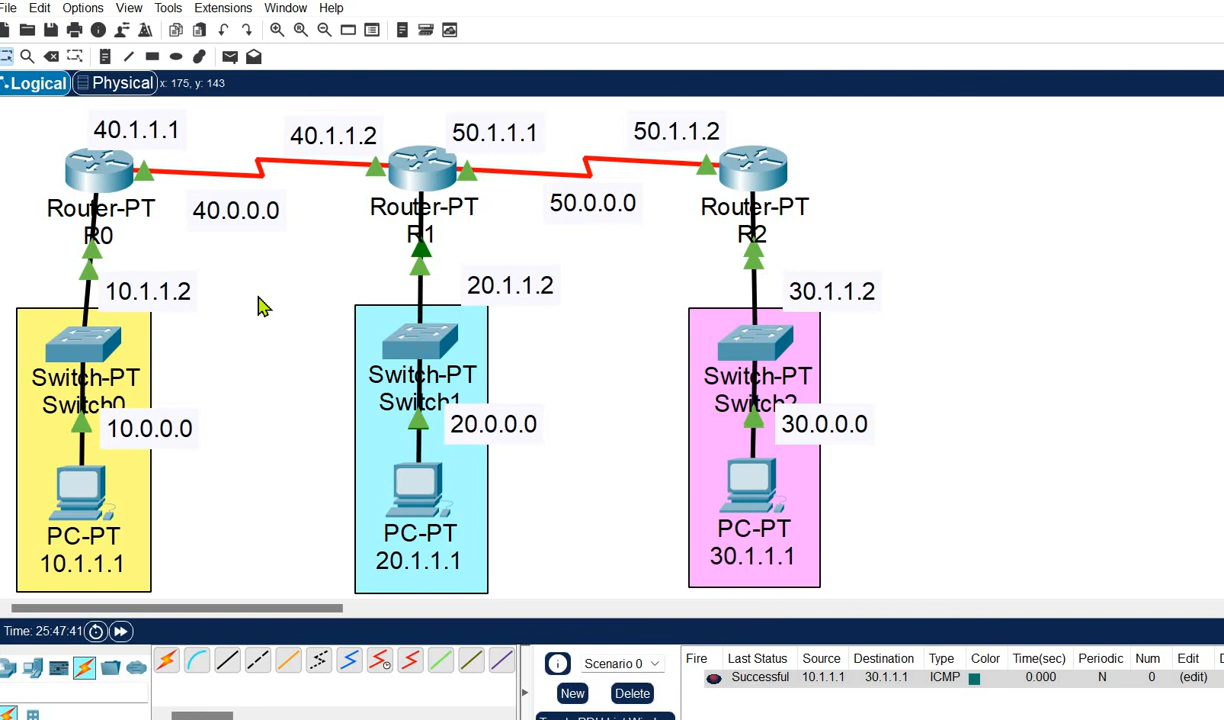 File Edit Options View Tools Extensions Window Help
Logical Physical x: 175, y: 143
40.1.1.1 40.1.1.2 50.1.1.1 50.1.1.2
Router-PT Router-PT Router-PT
R0 R1 R2
40.0.0.0 50.0.0.0
10.1.1.2 20.1.1.2 30.1.1.2
Switch-PT Switch-PT Switch-PT
Switch0 Switch1 Switch2
10.0.0.0 20.0.0.0 30.0.0.0
PC-PT PC-PT PC-PT
10.1.1.1 20.1.1.1 30.1.1.1
Time: 25:47:41
Scenario 0
New Delete
Fire Last Status Source Destination Type Color Time(sec) Periodic Num Edit D
Successful 10.1.1.1 30.1.1.1 ICMP 0.000 N 0 (edit)